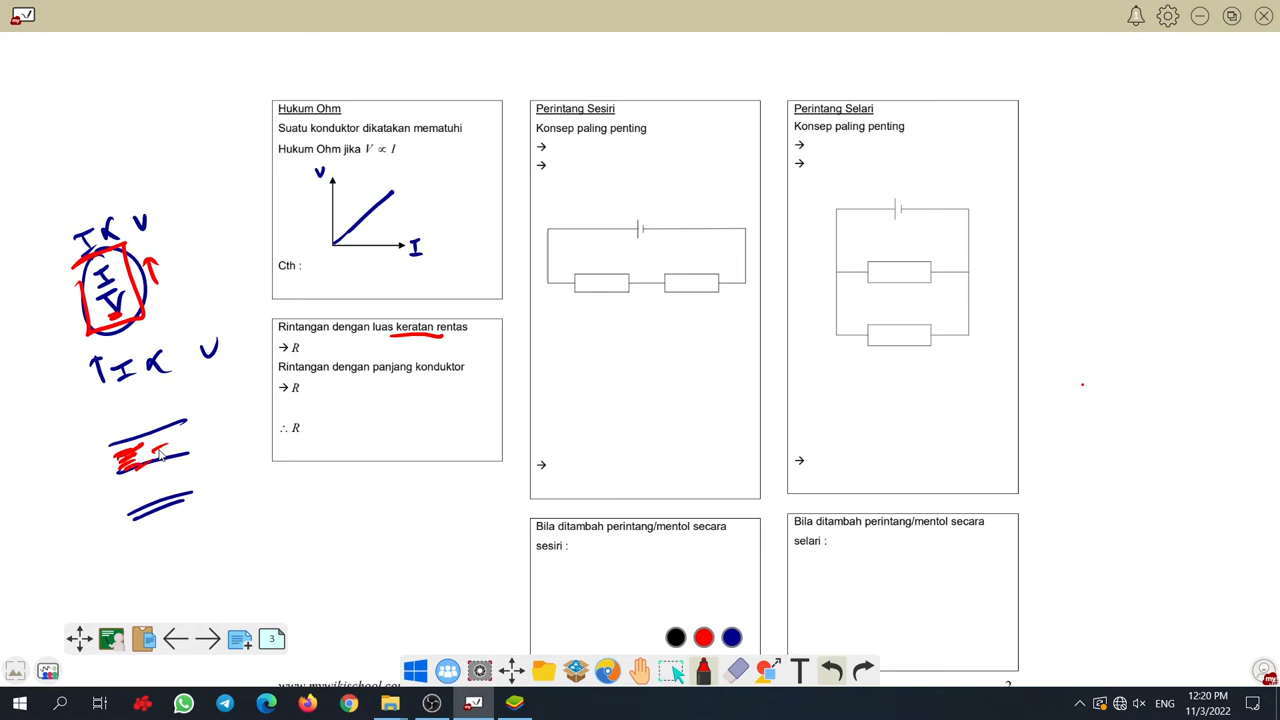 Hukum Ohm
Suatu konduktor dikatakan mematuhi
Hukum Ohm jika V ∝ I
V
I
Cth :
Rintangan dengan luas keratan rentas
→ R
Rintangan dengan panjang konduktor
→ R
∴ R
I ∝ V
I
V
↑ I ∝ V
Perintang Sesiri
Konsep paling penting
→
→
→
Bila ditambah perintang/mentol secara
sesiri :
Perintang Selari
Konsep paling penting
→
→
→
Bila ditambah perintang/mentol secara
selari :
3
T
my
my
12:20 PM
ENG
11/3/2022